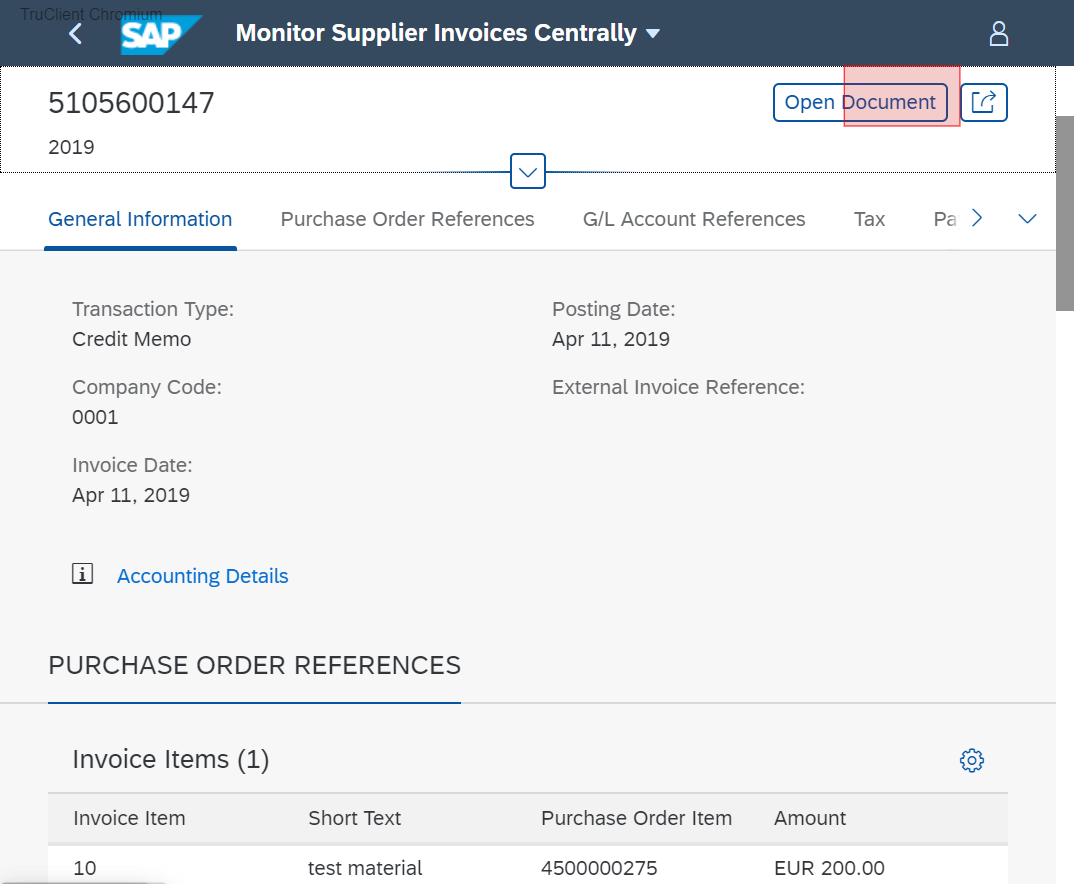 TruClient Chromium
SAP Monitor Supplier Invoices Centrally
5105600147
Open Document
2019
General Information Purchase Order References G/L Account References Tax Pa
Transaction Type: Posting Date:
Credit Memo Apr 11, 2019
Company Code: External Invoice Reference:
0001
Invoice Date:
Apr 11, 2019
Accounting Details
PURCHASE ORDER REFERENCES
Invoice Items (1)
Invoice Item Short Text Purchase Order Item Amount
10 test material 4500000275 EUR 200.00